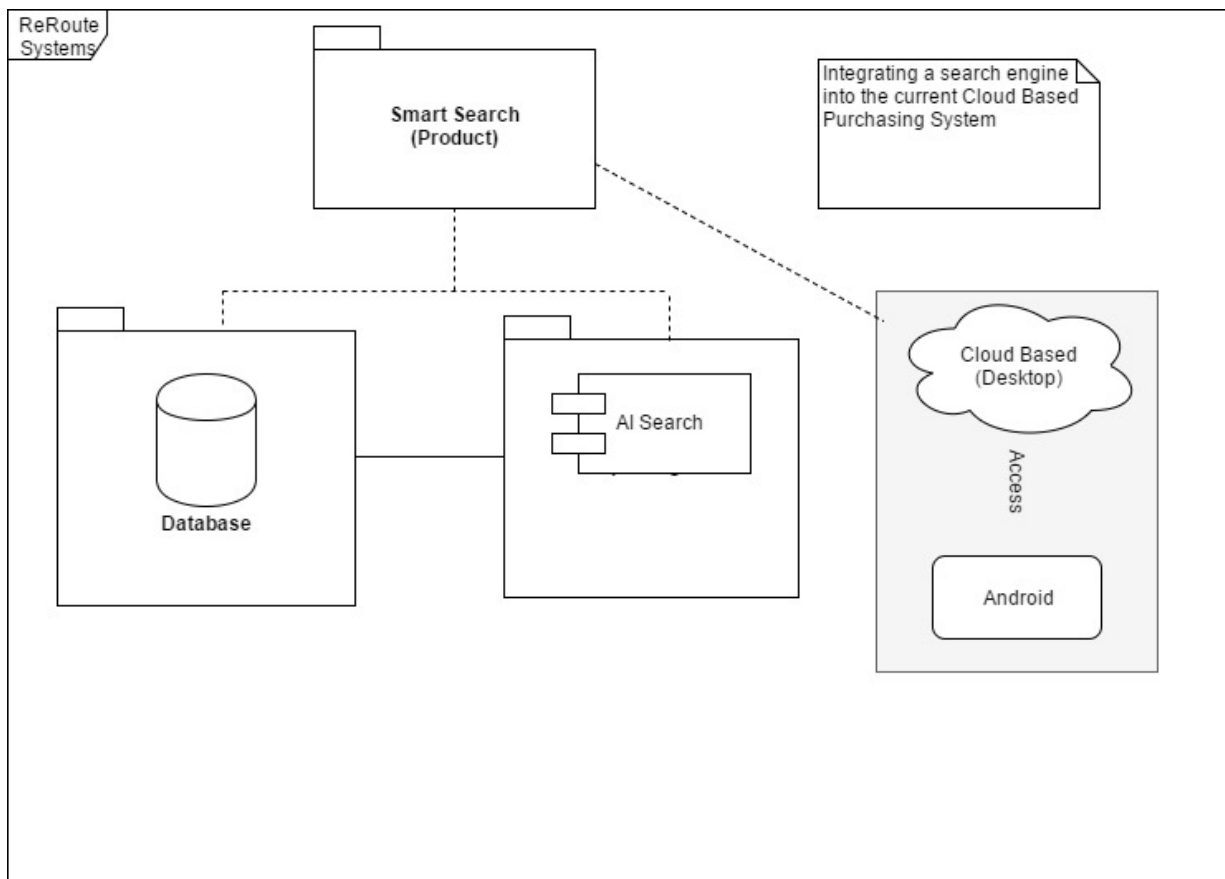 ReRoute
Systems
Smart Search
(Product)
Integrating a search engine
into the current Cloud Based
Purchasing System
Database
AI Search
Cloud Based
(Desktop)
Access
Android